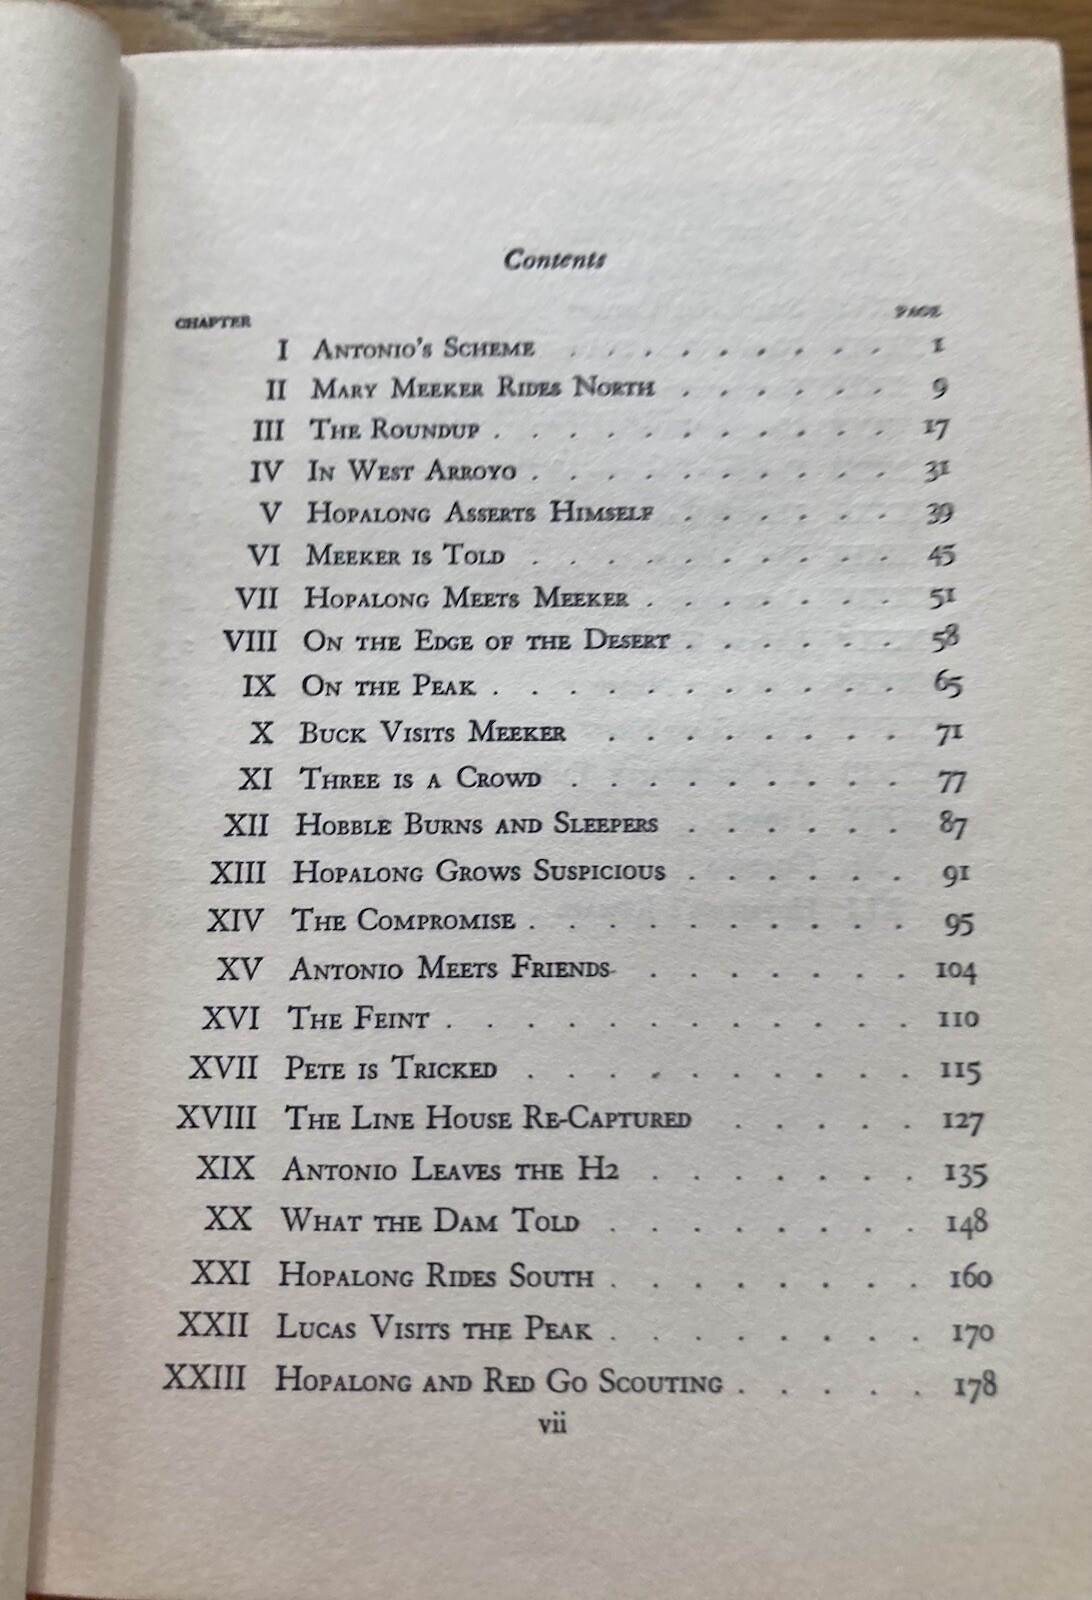 Contents
CHAPTER PAGE
I ANTONIO'S SCHEME . . . . . . . . . . 1
II MARY MEEKER RIDES NORTH . . . . . . 9
III THE ROUNDUP . . . . . . . . . . . . 17
IV IN WEST ARROYO . . . . . . . . . . . 31
V HOPALONG ASSERTS HIMSELF . . . . . . 39
VI MEEKER IS TOLD . . . . . . . . . . . 45
VII HOPALONG MEETS MEEKER . . . . . . . 51
VIII ON THE EDGE OF THE DESERT . . . . . . 58
IX ON THE PEAK . . . . . . . . . . . . 65
X BUCK VISITS MEEKER . . . . . . . . 71
XI THREE IS A CROWD . . . . . . . . . 77
XII HOBBLE BURNS AND SLEEPERS . . . . . . 87
XIII HOPALONG GROWS SUSPICIOUS . . . . . . 91
XIV THE COMPROMISE . . . . . . . . . . 95
XV ANTONIO MEETS FRIENDS . . . . . . . 104
XVI THE FEINT . . . . . . . . . . . . 110
XVII PETE IS TRICKED . . . . . . . . . . 115
XVIII THE LINE HOUSE RE-CAPTURED . . . . . 127
XIX ANTONIO LEAVES THE H2 . . . . . . . 135
XX WHAT THE DAM TOLD . . . . . . . . 148
XXI HOPALONG RIDES SOUTH . . . . . . . . 160
XXII LUCAS VISITS THE PEAK . . . . . . . . 170
XXIII HOPALONG AND RED GO SCOUTING . . . . . 178
vii